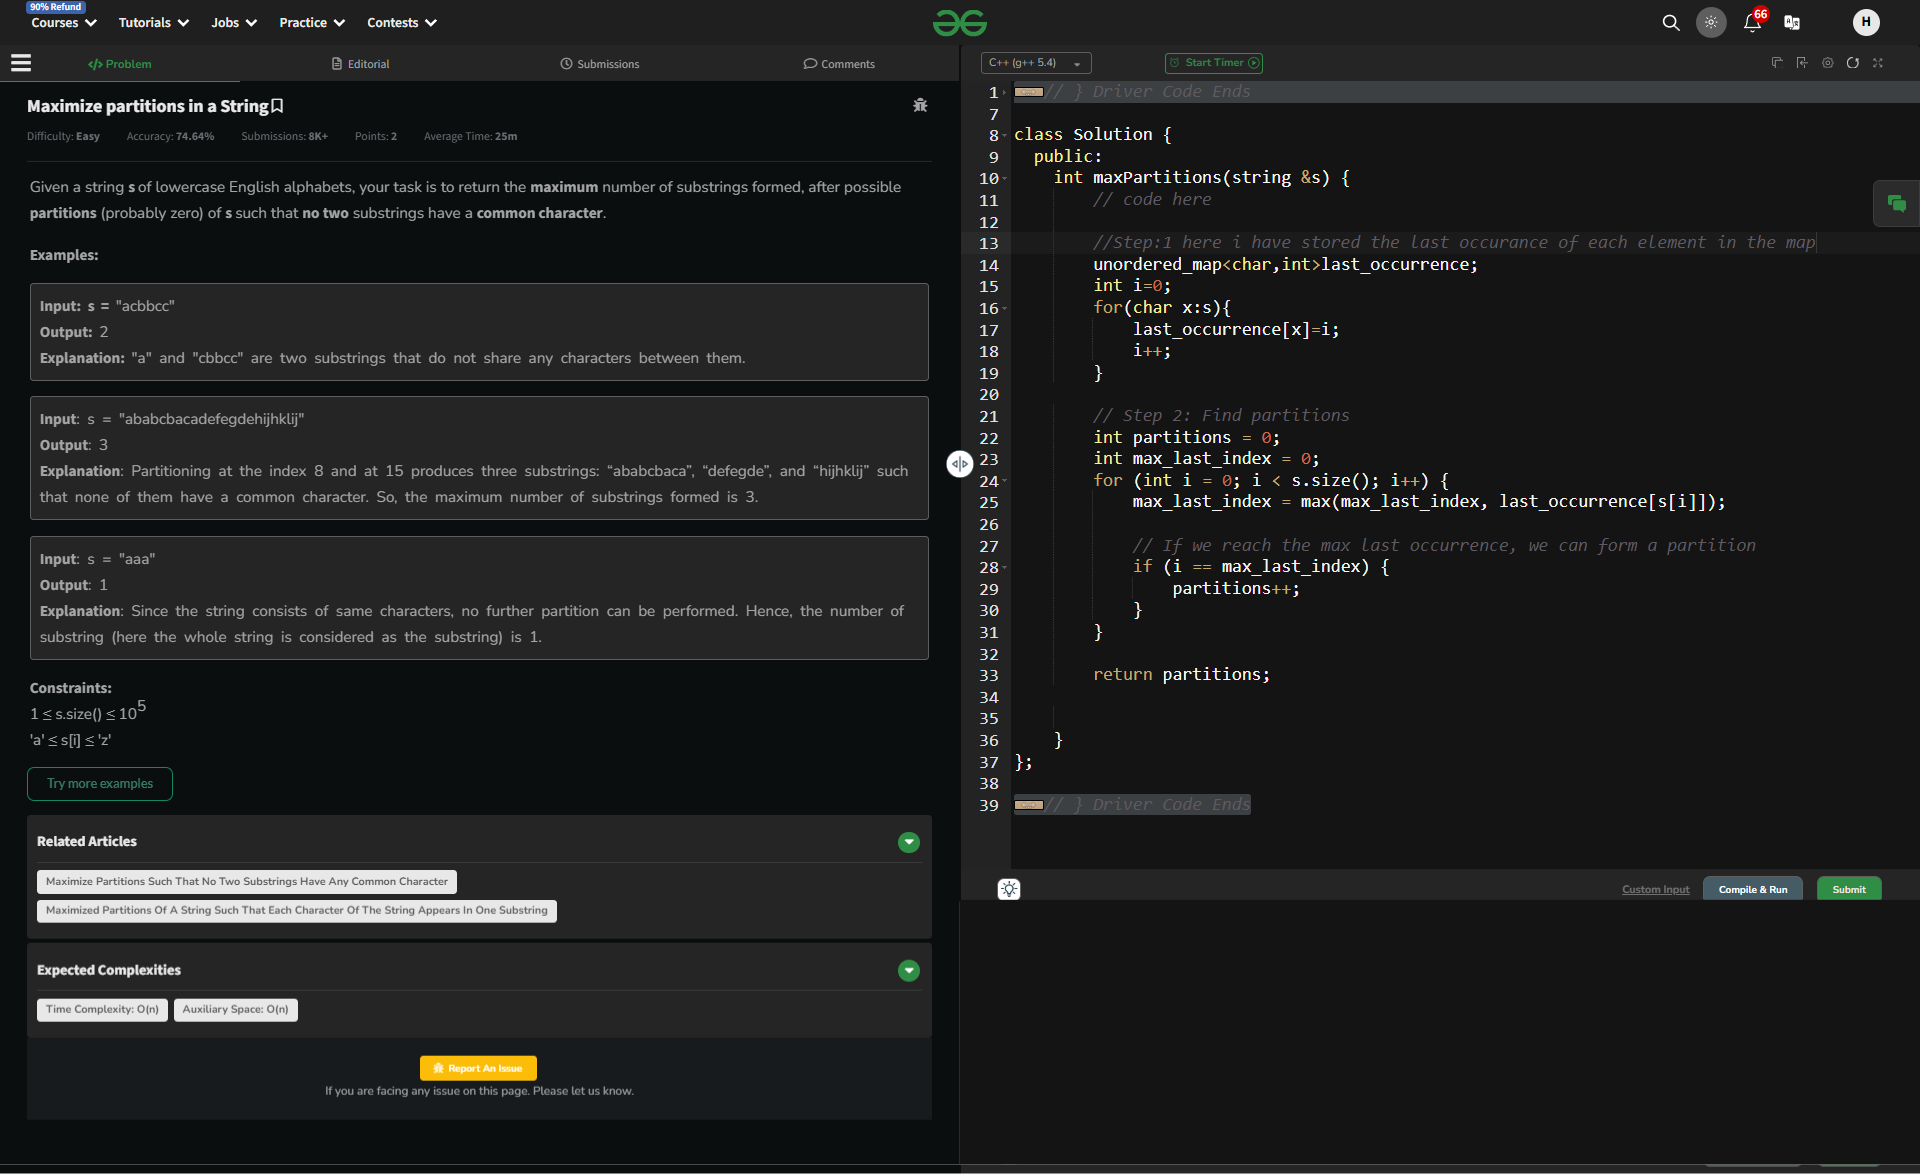 90% Refund
Courses
Tutorials
Jobs
Practice
Contests
66
H
Problem
Editorial
Submissions
Comments
Maximize partitions in a String
Difficulty: Easy Accuracy: 74.64% Submissions: 8K+ Points: 2 Average Time: 25m
Given a string s of lowercase English alphabets, your task is to return the maximum number of substrings formed, after possible
partitions (probably zero) of s such that no two substrings have a common character.
Examples:
Input: s = "acbbcc"
Output: 2
Explanation: "a" and "cbbcc" are two substrings that do not share any characters between them.
Input: s = "ababcbacadefegdehijhklij"
Output: 3
Explanation: Partitioning at the index 8 and at 15 produces three substrings: “ababcbaca”, “defegde”, and “hijhklij” such
that none of them have a common character. So, the maximum number of substrings formed is 3.
Input: s = "aaa"
Output: 1
Explanation: Since the string consists of same characters, no further partition can be performed. Hence, the number of
substring (here the whole string is considered as the substring) is 1.
Constraints:
1 ≤ s.size() ≤ 10^5
'a' ≤ s[i] ≤ 'z'
Try more examples
Related Articles
Maximize Partitions Such That No Two Substrings Have Any Common Character
Maximized Partitions Of A String Such That Each Character Of The String Appears In One Substring
Expected Complexities
Time Complexity: O(n) Auxiliary Space: O(n)
Report An Issue
If you are facing any issue on this page. Please let us know.
C++ (g++ 5.4)
Start Timer
1 // } Driver Code Ends
7
8 class Solution {
9 public:
10 int maxPartitions(string &s) {
11 // code here
12
13 //Step:1 here i have stored the last occurance of each element in the map
14 unordered_map<char,int>last_occurrence;
15 int i=0;
16 for(char x:s){
17 last_occurrence[x]=i;
18 i++;
19 }
20
21 // Step 2: Find partitions
22 int partitions = 0;
23 int max_last_index = 0;
24 for (int i = 0; i < s.size(); i++) {
25 max_last_index = max(max_last_index, last_occurrence[s[i]]);
26
27 // If we reach the max last occurrence, we can form a partition
28 if (i == max_last_index) {
29 partitions++;
30 }
31 }
32
33 return partitions;
34
35
36 }
37 };
38
39 // } Driver Code Ends
Custom Input
Compile & Run
Submit